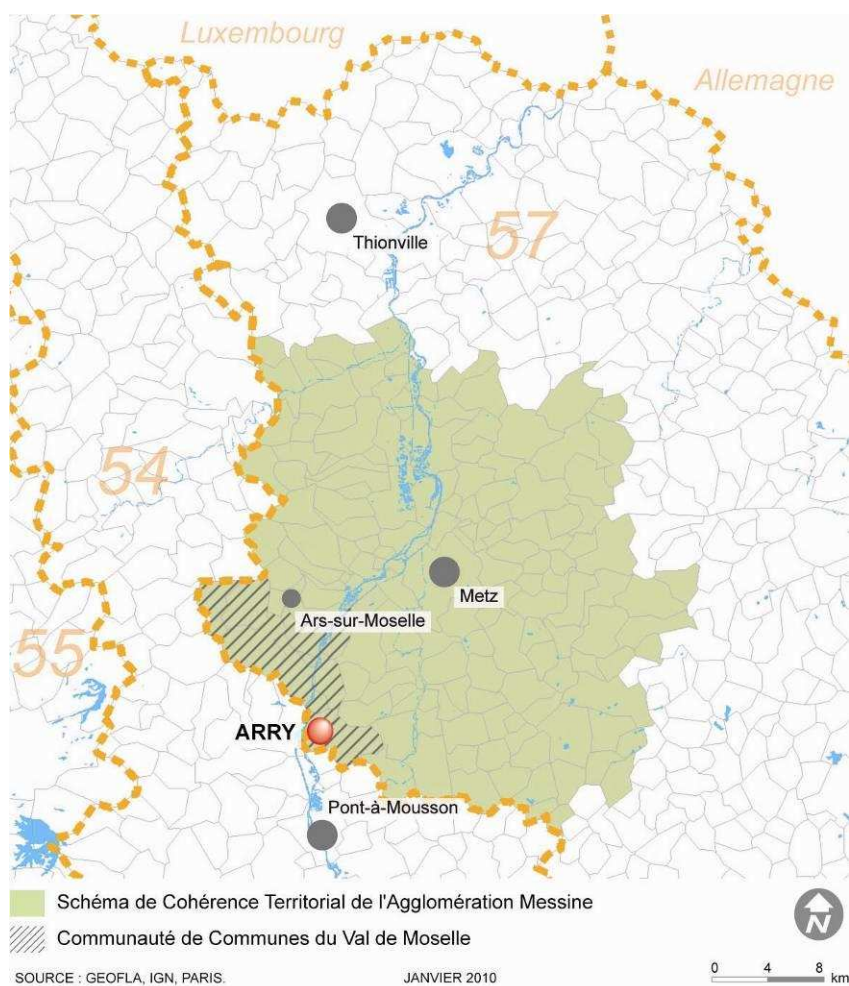 Luxembourg
Allemagne
Thionville
57
54
Metz
Ars-sur-Moselle
55
ARRY
Pont-à-Mousson
Schéma de Cohérence Territorial de l'Agglomération Messine
Communauté de Communes du Val de Moselle
N
SOURCE : GEOFLA, IGN, PARIS.
JANVIER 2010
0 4 8
km